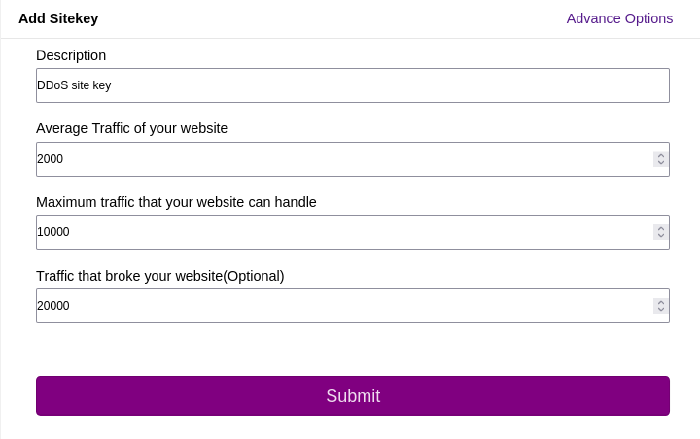 Add Sitekey
Advance Options
Description
DDoS site key
Average Traffic of your website
2000
Maximum traffic that your website can handle
10000
Traffic that broke your website(Optional)
20000
Submit